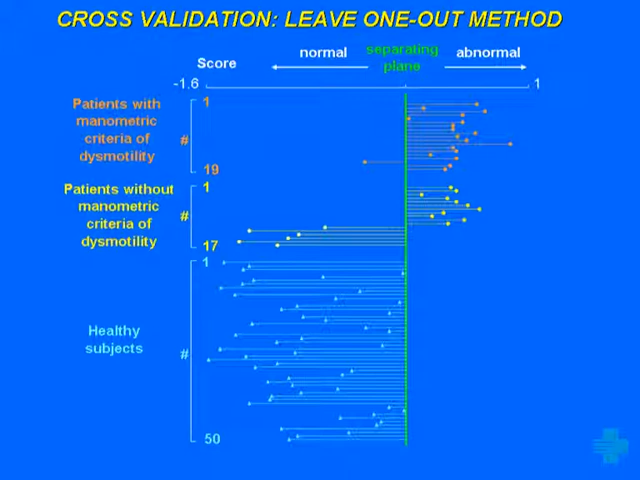 CROSS VALIDATION: LEAVE ONE-OUT METHOD
normal
separating
plane
abnormal
Score
-1.6
1
Patients with
manometric
criteria of
dysmotility
#
1
19
Patients without
manometric
criteria of
dysmotility
#
1
17
Healthy
subjects
#
1
50